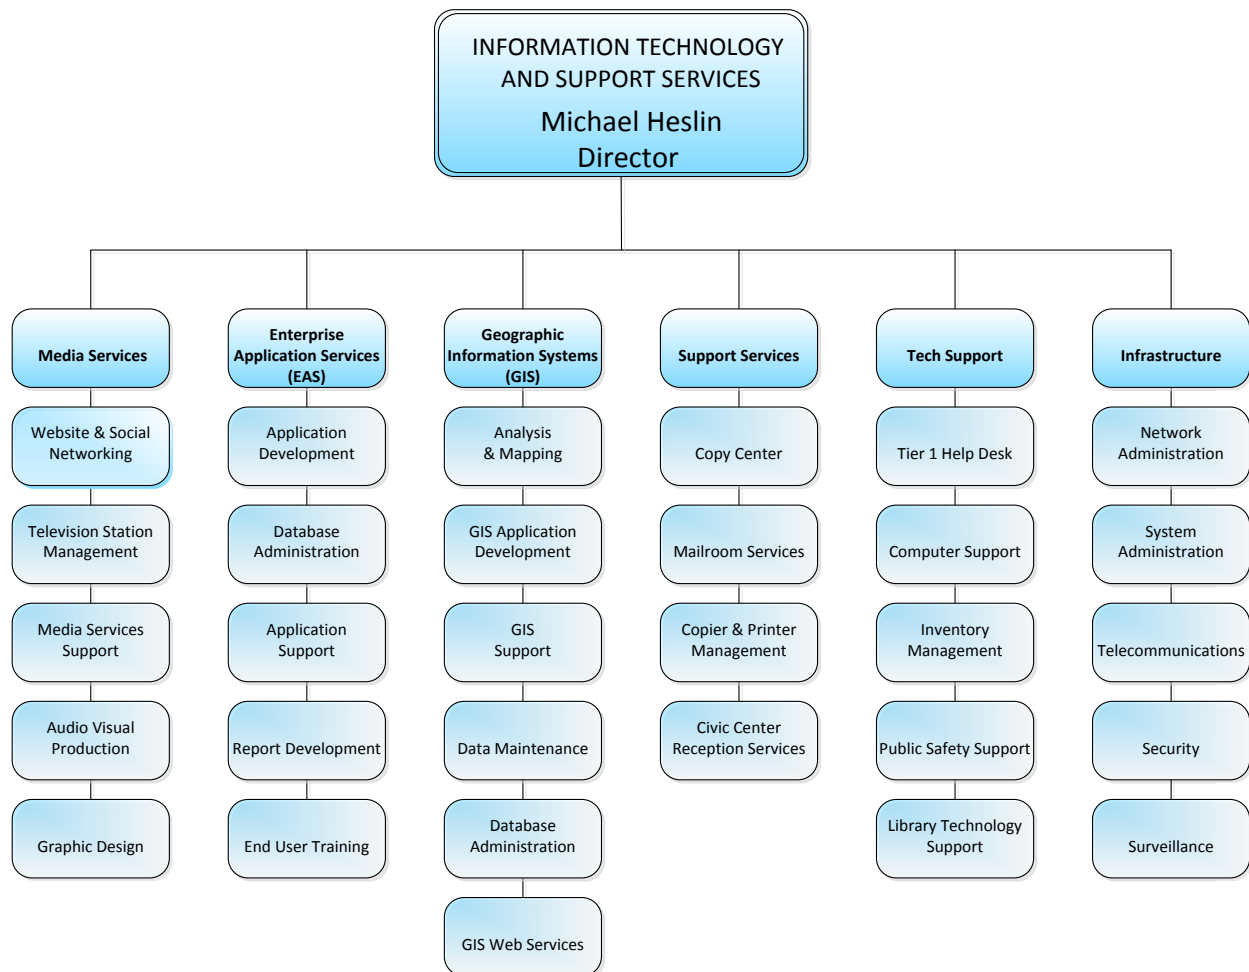 INFORMATION TECHNOLOGY
AND SUPPORT SERVICES
Michael Heslin
Director
Media Services
Website & Social
Networking
Television Station
Management
Media Services
Support
Audio Visual
Production
Graphic Design
Enterprise
Application Services
(EAS)
Application
Development
Database
Administration
Application
Support
Report Development
End User Training
Geographic
Information Systems
(GIS)
Analysis
& Mapping
GIS Application
Development
GIS
Support
Data Maintenance
Database
Administration
GIS Web Services
Support Services
Copy Center
Mailroom Services
Copier & Printer
Management
Civic Center
Reception Services
Tech Support
Tier 1 Help Desk
Computer Support
Inventory
Management
Public Safety Support
Library Technology
Support
Infrastructure
Network
Administration
System
Administration
Telecommunications
Security
Surveillance